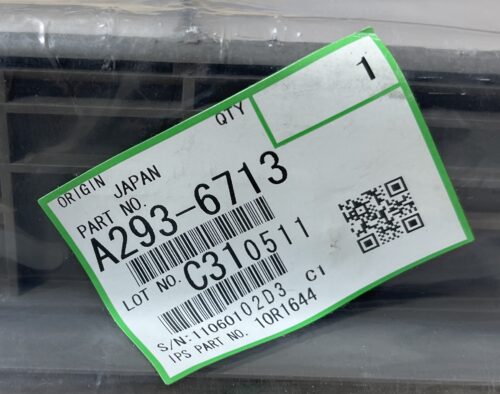 ORIGIN JAPAN QTY 1
PART NO.
A293-6713
LOT NO. C310511
S/N:11060102D3 C1
IPS PART NO. 10R1644